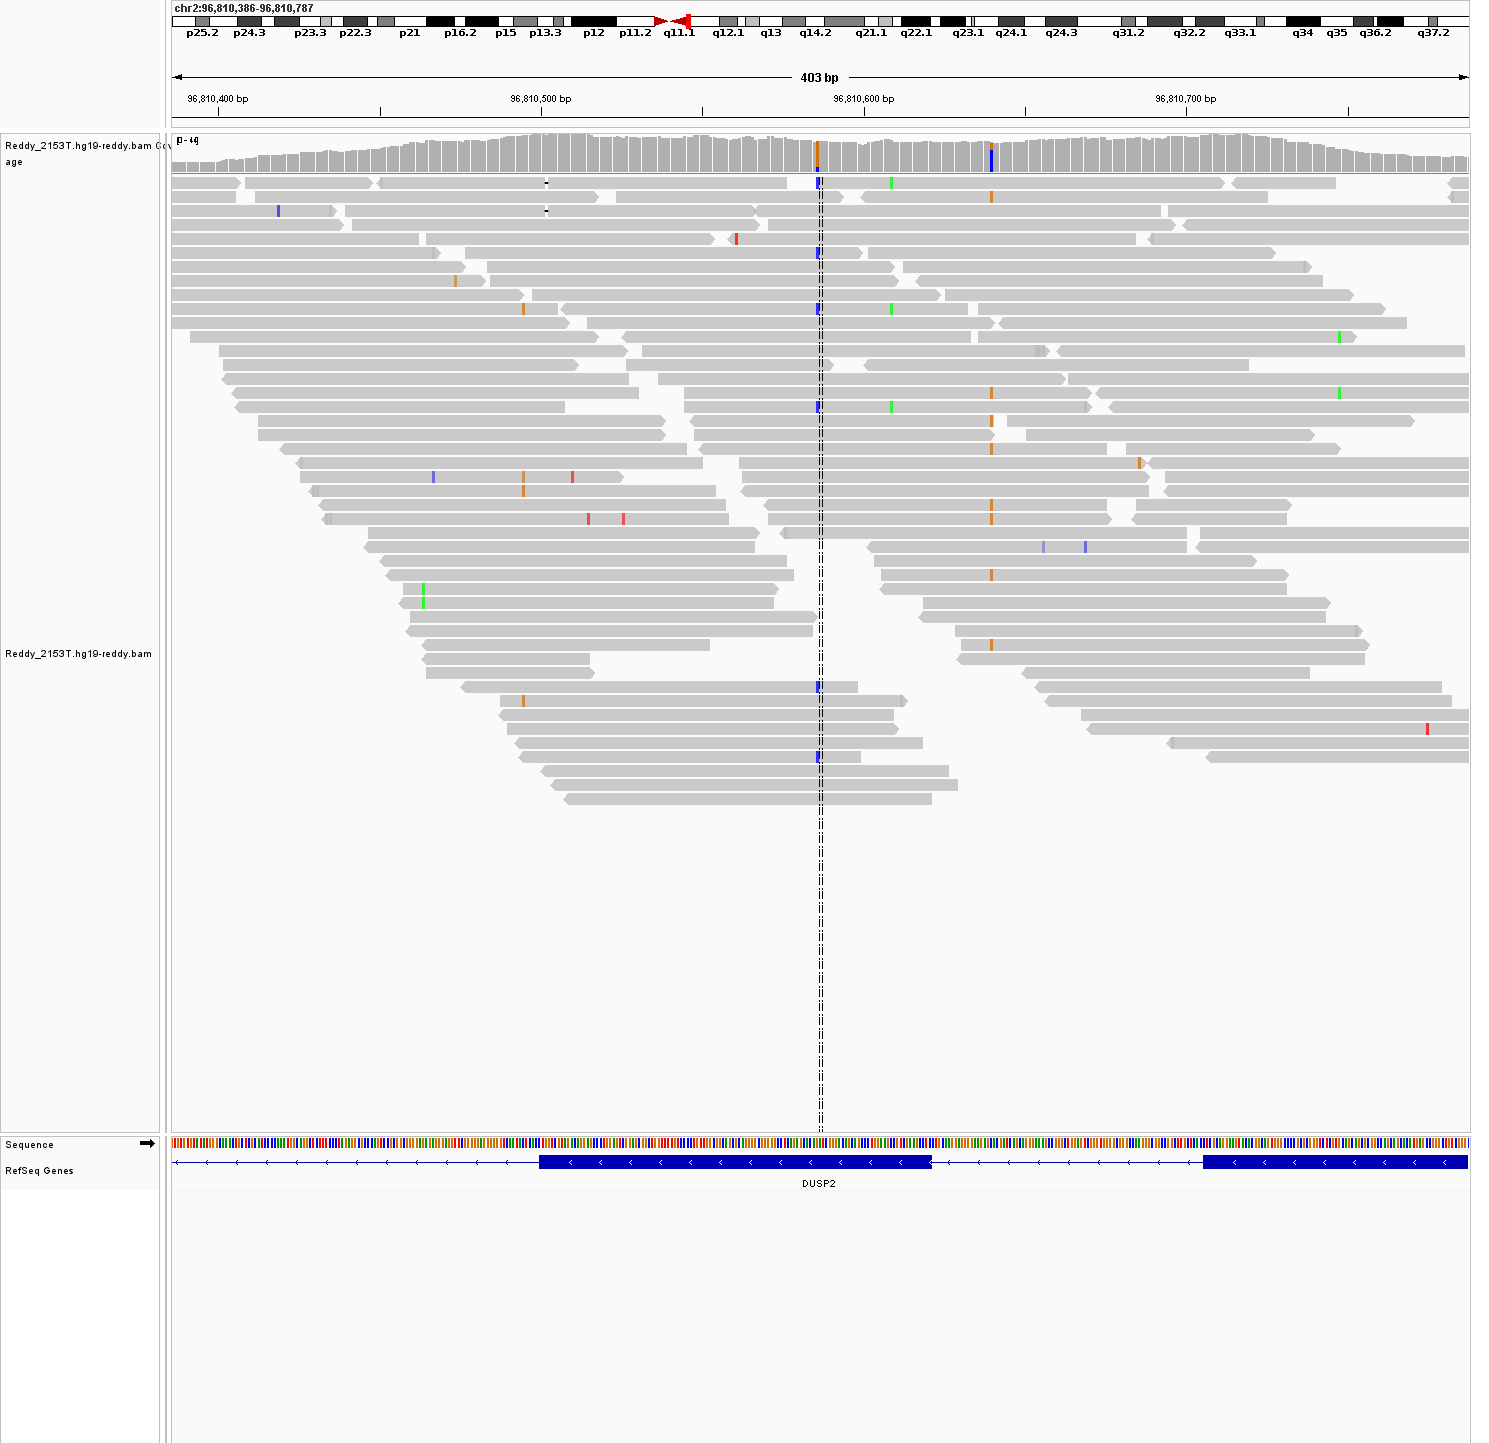 chr2:96,810,386-96,810,787
p25.2 p24.3 p23.3 p22.3 p21 p16.2 p15 p13.3 p12 p11.2 q11.1 q12.1 q13 q14.2 q21.1 q22.1 q23.1 q24.1 q24.3 q31.2 q32.2 q33.1 q34 q35 q36.2 q37.2
403 bp
96,810,400 bp 96,810,500 bp 96,810,600 bp 96,810,700 bp
Reddy_2153T.hg19-reddy.bam Cov
age
Reddy_2153T.hg19-reddy.bam
Sequence
RefSeq Genes
DUSP2